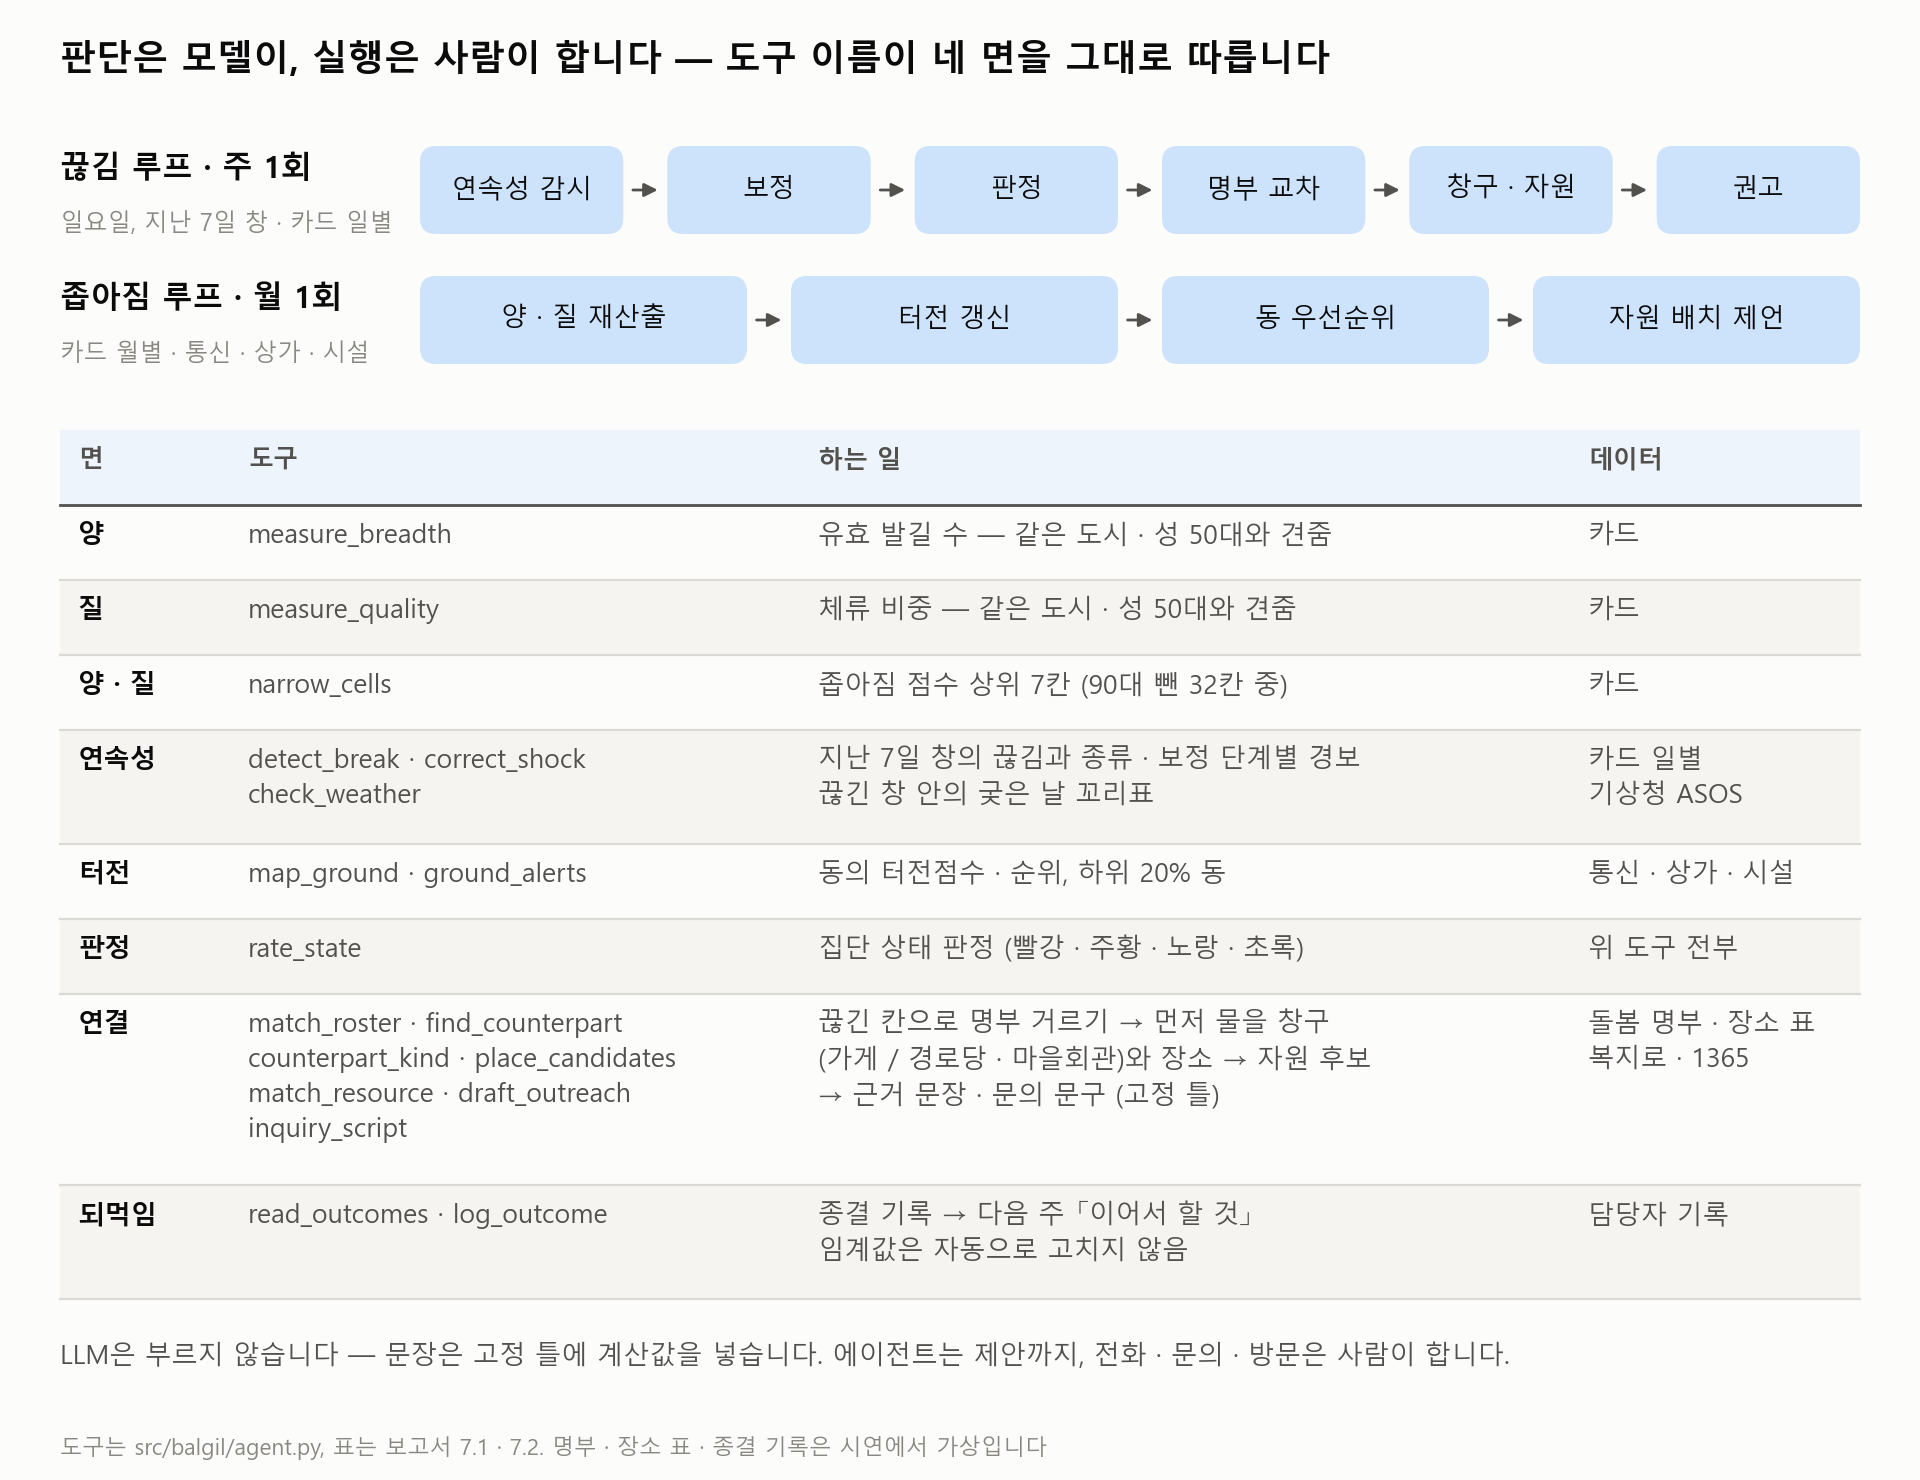 판단은 모델이, 실행은 사람이 합니다 — 도구 이름이 네 면을 그대로 따릅니다
끊김 루프 · 주 1회
일요일, 지난 7일 창 · 카드 일별
연속성 감시
보정
판정
명부 교차
창구 · 자원
권고
좁아짐 루프 · 월 1회
카드 월별 · 통신 · 상가 · 시설
양 · 질 재산출
터전 갱신
동 우선순위
자원 배치 제언
면 도구 하는 일 데이터
양 measure_breadth 유효 발길 수 — 같은 도시 · 성 50대와 견줌 카드
질 measure_quality 체류 비중 — 같은 도시 · 성 50대와 견줌 카드
양 · 질 narrow_cells 좁아짐 점수 상위 7칸 (90대 뺀 32칸 중) 카드
연속성 detect_break · correct_shock 지난 7일 창의 끊김과 종류 · 보정 단계별 경보 카드 일별
check_weather 끊긴 창 안의 궂은 날 꼬리표 기상청 ASOS
터전 map_ground · ground_alerts 동의 터전점수 · 순위, 하위 20% 동 통신 · 상가 · 시설
판정 rate_state 집단 상태 판정 (빨강 · 주황 · 노랑 · 초록) 위 도구 전부
연결 match_roster · find_counterpart 끊긴 칸으로 명부 거르기 → 먼저 물을 창구 돌봄 명부 · 장소 표
counterpart_kind · place_candidates (가게 / 경로당 · 마을회관)와 장소 → 자원 후보 복지로 · 1365
match_resource · draft_outreach → 근거 문장 · 문의 문구 (고정 틀)
inquiry_script
되먹임 read_outcomes · log_outcome 종결 기록 → 다음 주 「이어서 할 것」 담당자 기록
임계값은 자동으로 고치지 않음
LLM은 부르지 않습니다 — 문장은 고정 틀에 계산값을 넣습니다. 에이전트는 제안까지, 전화 · 문의 · 방문은 사람이 합니다.
도구는 src/balgil/agent.py, 표는 보고서 7.1 · 7.2. 명부 · 장소 표 · 종결 기록은 시연에서 가상입니다